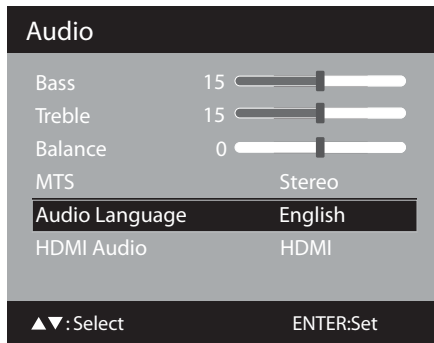 Audio
Bass 15
Treble 15
Balance 0
MTS Stereo
Audio Language English
HDMI Audio HDMI
▲▼: Select ENTER:Set